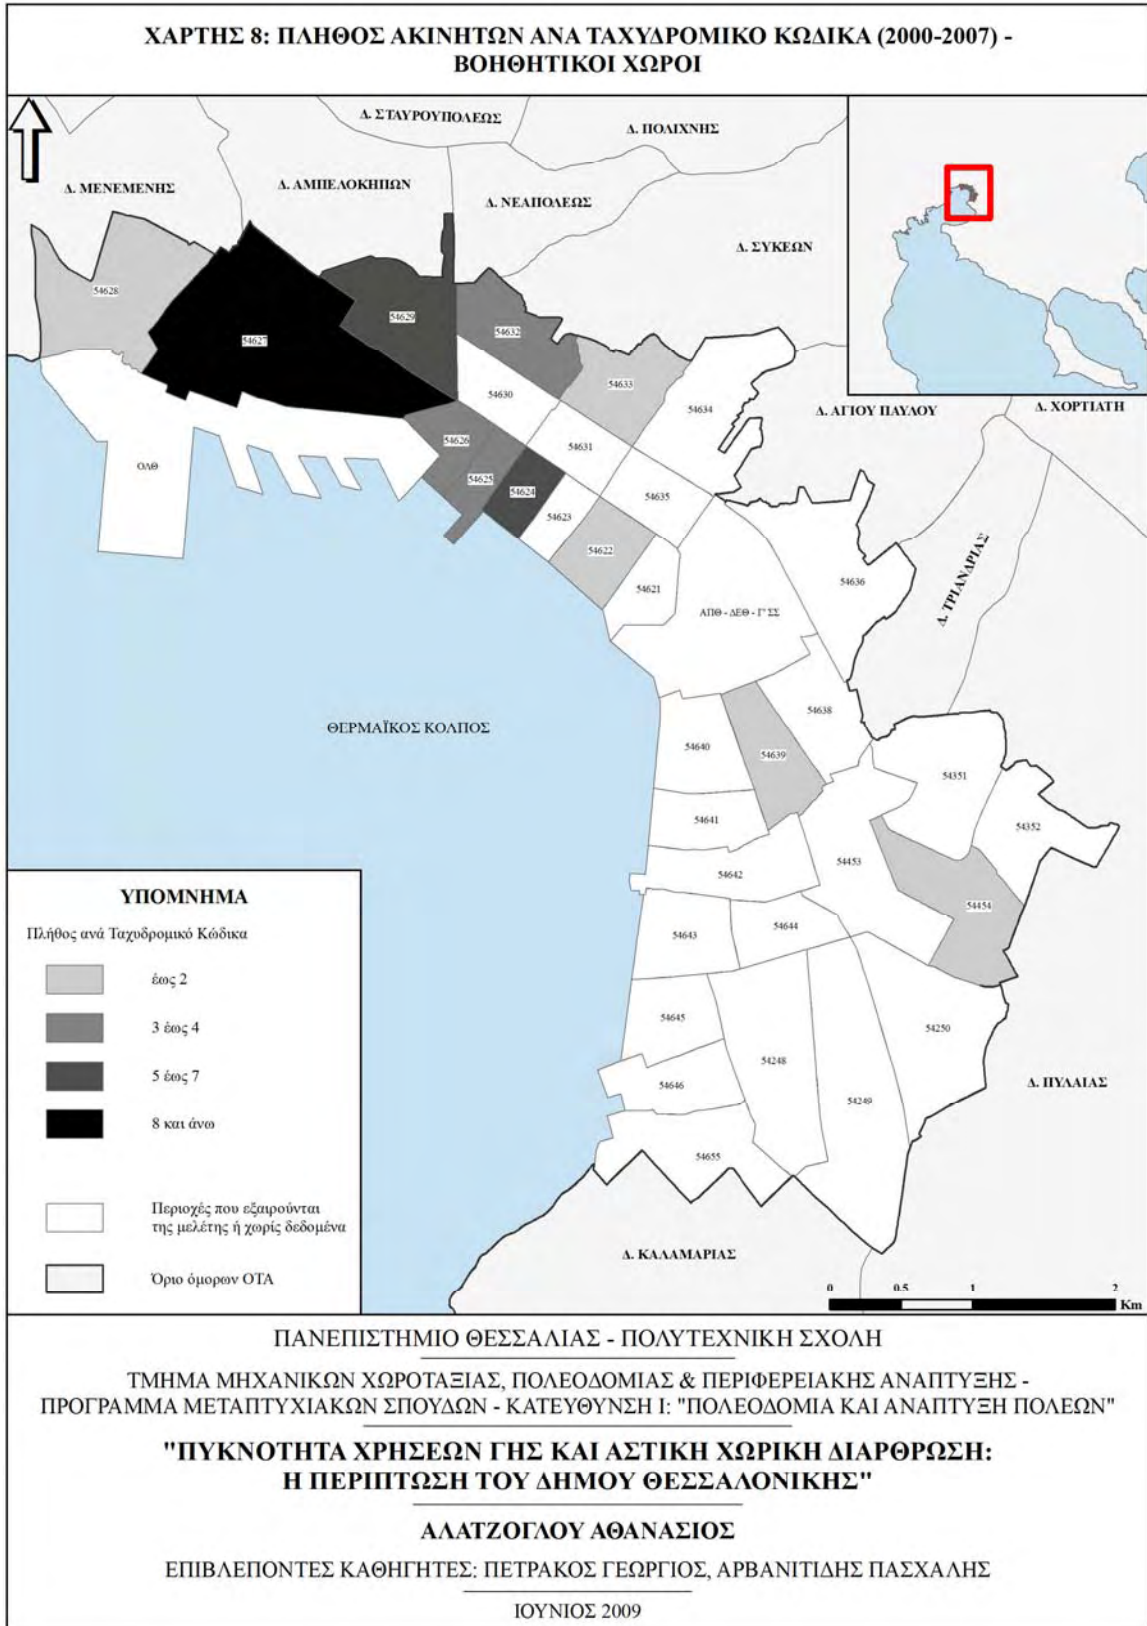 ΧΑΡΤΗΣ 8: ΠΛΗΘΟΣ ΑΚΙΝΗΤΩΝ ΑΝΑ ΤΑΧΥΔΡΟΜΙΚΟ ΚΩΔΙΚΑ (2000-2007) -
ΒΟΗΘΗΤΙΚΟΙ ΧΩΡΟΙ
Δ. ΣΤΑΥΡΟΥΠΟΛΕΩΣ
Δ. ΠΟΛΙΧΝΗΣ
Δ. ΜΕΝΕΜΕΝΗΣ
Δ. ΑΜΠΕΛΟΚΗΠΩΝ
Δ. ΝΕΑΠΟΛΕΩΣ
Δ. ΣΥΚΕΩΝ
54628
54629
54627
54632
54633
54630
54634
Δ. ΑΓΙΟΥ ΠΑΥΛΟΥ
Δ. ΧΟΡΤΙΑΤΗ
54626
54631
ΟΛΘ
54625
54624
54635
54623
54622
54621
54636
ΑΠΘ - ΔΕΘ - Γ' ΣΣ
Δ. ΤΡΙΑΝΔΡΙΑΣ
54638
ΘΕΡΜΑΪΚΟΣ ΚΟΛΠΟΣ
54640
54639
54351
54641
54352
54453
54642
54454
54643
54644
54645
54250
54248
54646
54249
Δ. ΠΥΛΑΙΑΣ
54655
Δ. ΚΑΛΑΜΑΡΙΑΣ
ΥΠΟΜΝΗΜΑ
Πλήθος ανά Ταχυδρομικό Κώδικα
έως 2
3 έως 4
5 έως 7
8 και άνω
Περιοχές που εξαιρούνται
της μελέτης ή χωρίς δεδομένα
Όριο όμορων ΟΤΑ
0 0.5 1 2
Km
ΠΑΝΕΠΙΣΤΗΜΙΟ ΘΕΣΣΑΛΙΑΣ - ΠΟΛΥΤΕΧΝΙΚΗ ΣΧΟΛΗ
ΤΜΗΜΑ ΜΗΧΑΝΙΚΩΝ ΧΩΡΟΤΑΞΙΑΣ, ΠΟΛΕΟΔΟΜΙΑΣ & ΠΕΡΙΦΕΡΕΙΑΚΗΣ ΑΝΑΠΤΥΞΗΣ -
ΠΡΟΓΡΑΜΜΑ ΜΕΤΑΠΤΥΧΙΑΚΩΝ ΣΠΟΥΔΩΝ - ΚΑΤΕΥΘΥΝΣΗ Ι: "ΠΟΛΕΟΔΟΜΙΑ ΚΑΙ ΑΝΑΠΤΥΞΗ ΠΟΛΕΩΝ"
"ΠΥΚΝΟΤΗΤΑ ΧΡΗΣΕΩΝ ΓΗΣ ΚΑΙ ΑΣΤΙΚΗ ΧΩΡΙΚΗ ΔΙΑΡΘΡΩΣΗ:
Η ΠΕΡΙΠΤΩΣΗ ΤΟΥ ΔΗΜΟΥ ΘΕΣΣΑΛΟΝΙΚΗΣ"
ΑΛΑΤΖΟΓΛΟΥ ΑΘΑΝΑΣΙΟΣ
ΕΠΙΒΛΕΠΟΝΤΕΣ ΚΑΘΗΓΗΤΕΣ: ΠΕΤΡΑΚΟΣ ΓΕΩΡΓΙΟΣ, ΑΡΒΑΝΙΤΙΔΗΣ ΠΑΣΧΑΛΗΣ
ΙΟΥΝΙΟΣ 2009